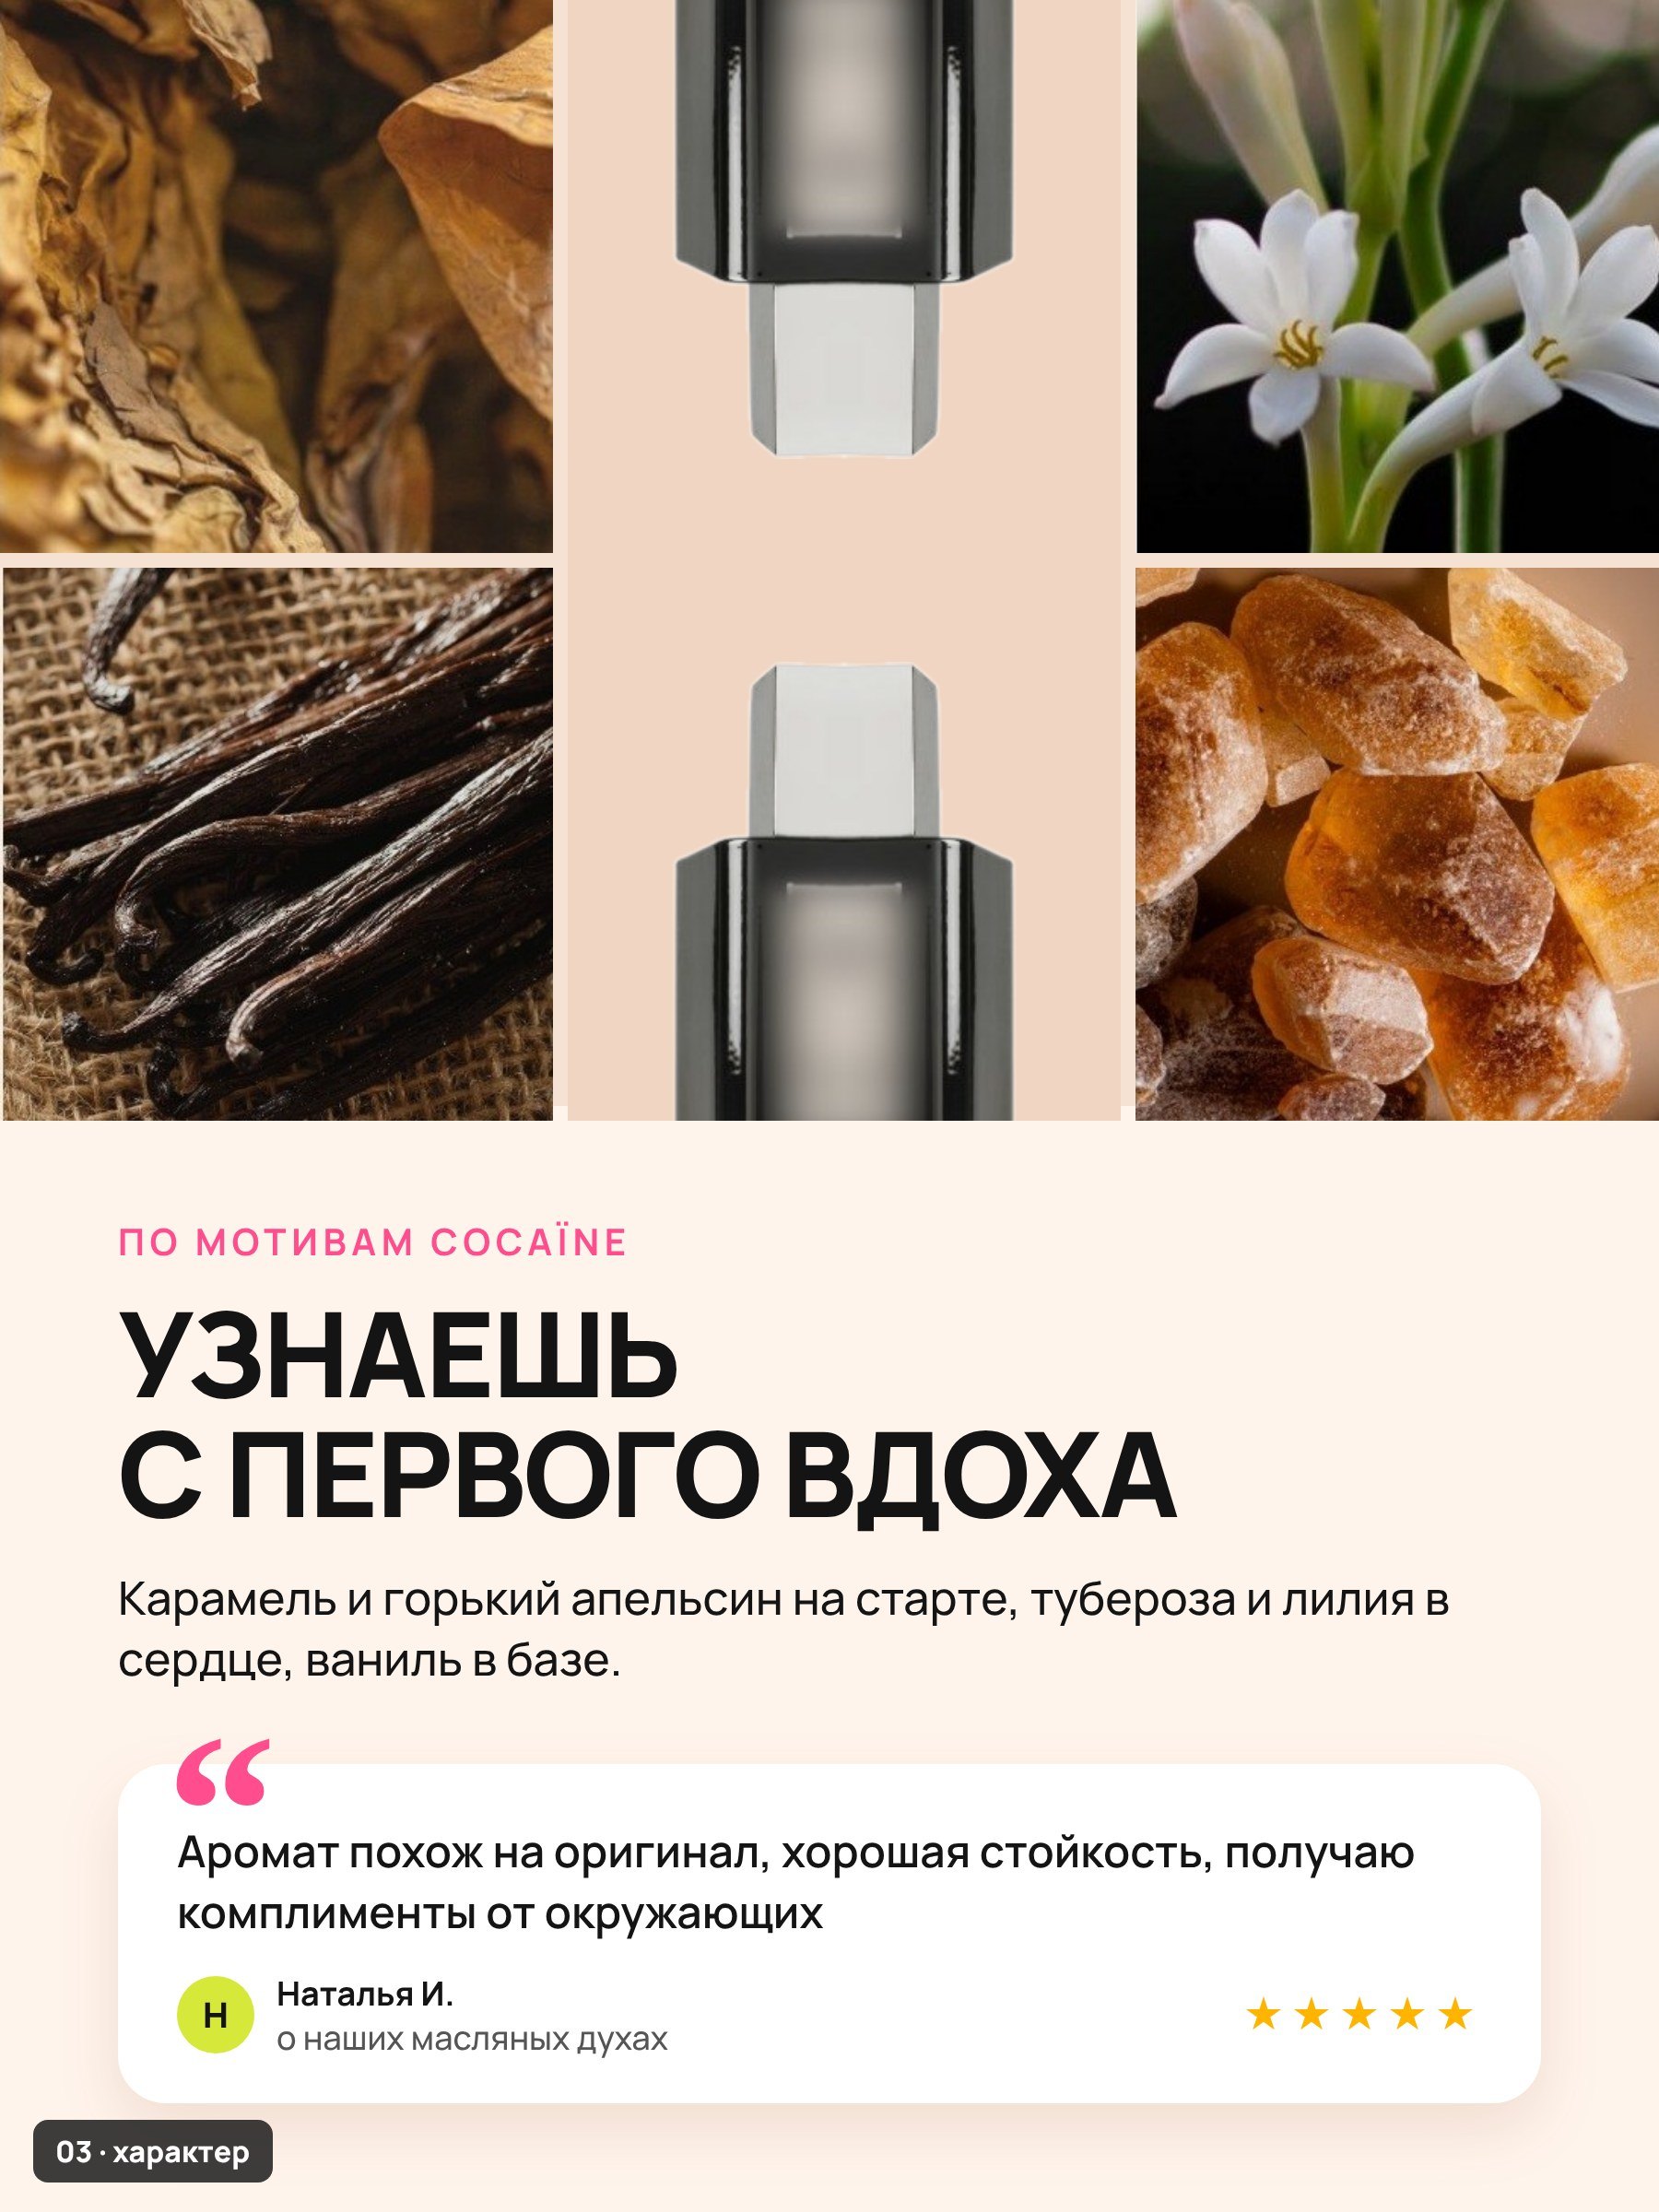 ПО МОТИВАМ COCAÏNE
УЗНАЕШЬ
С ПЕРВОГО ВДОХА
Карамель и горький апельсин на старте, тубероза и лилия в
сердце, ваниль в базе.
“
Аромат похож на оригинал, хорошая стойкость, получаю
комплименты от окружающих
Н
Наталья И.
о наших масляных духах
★★★★★
03 · характер